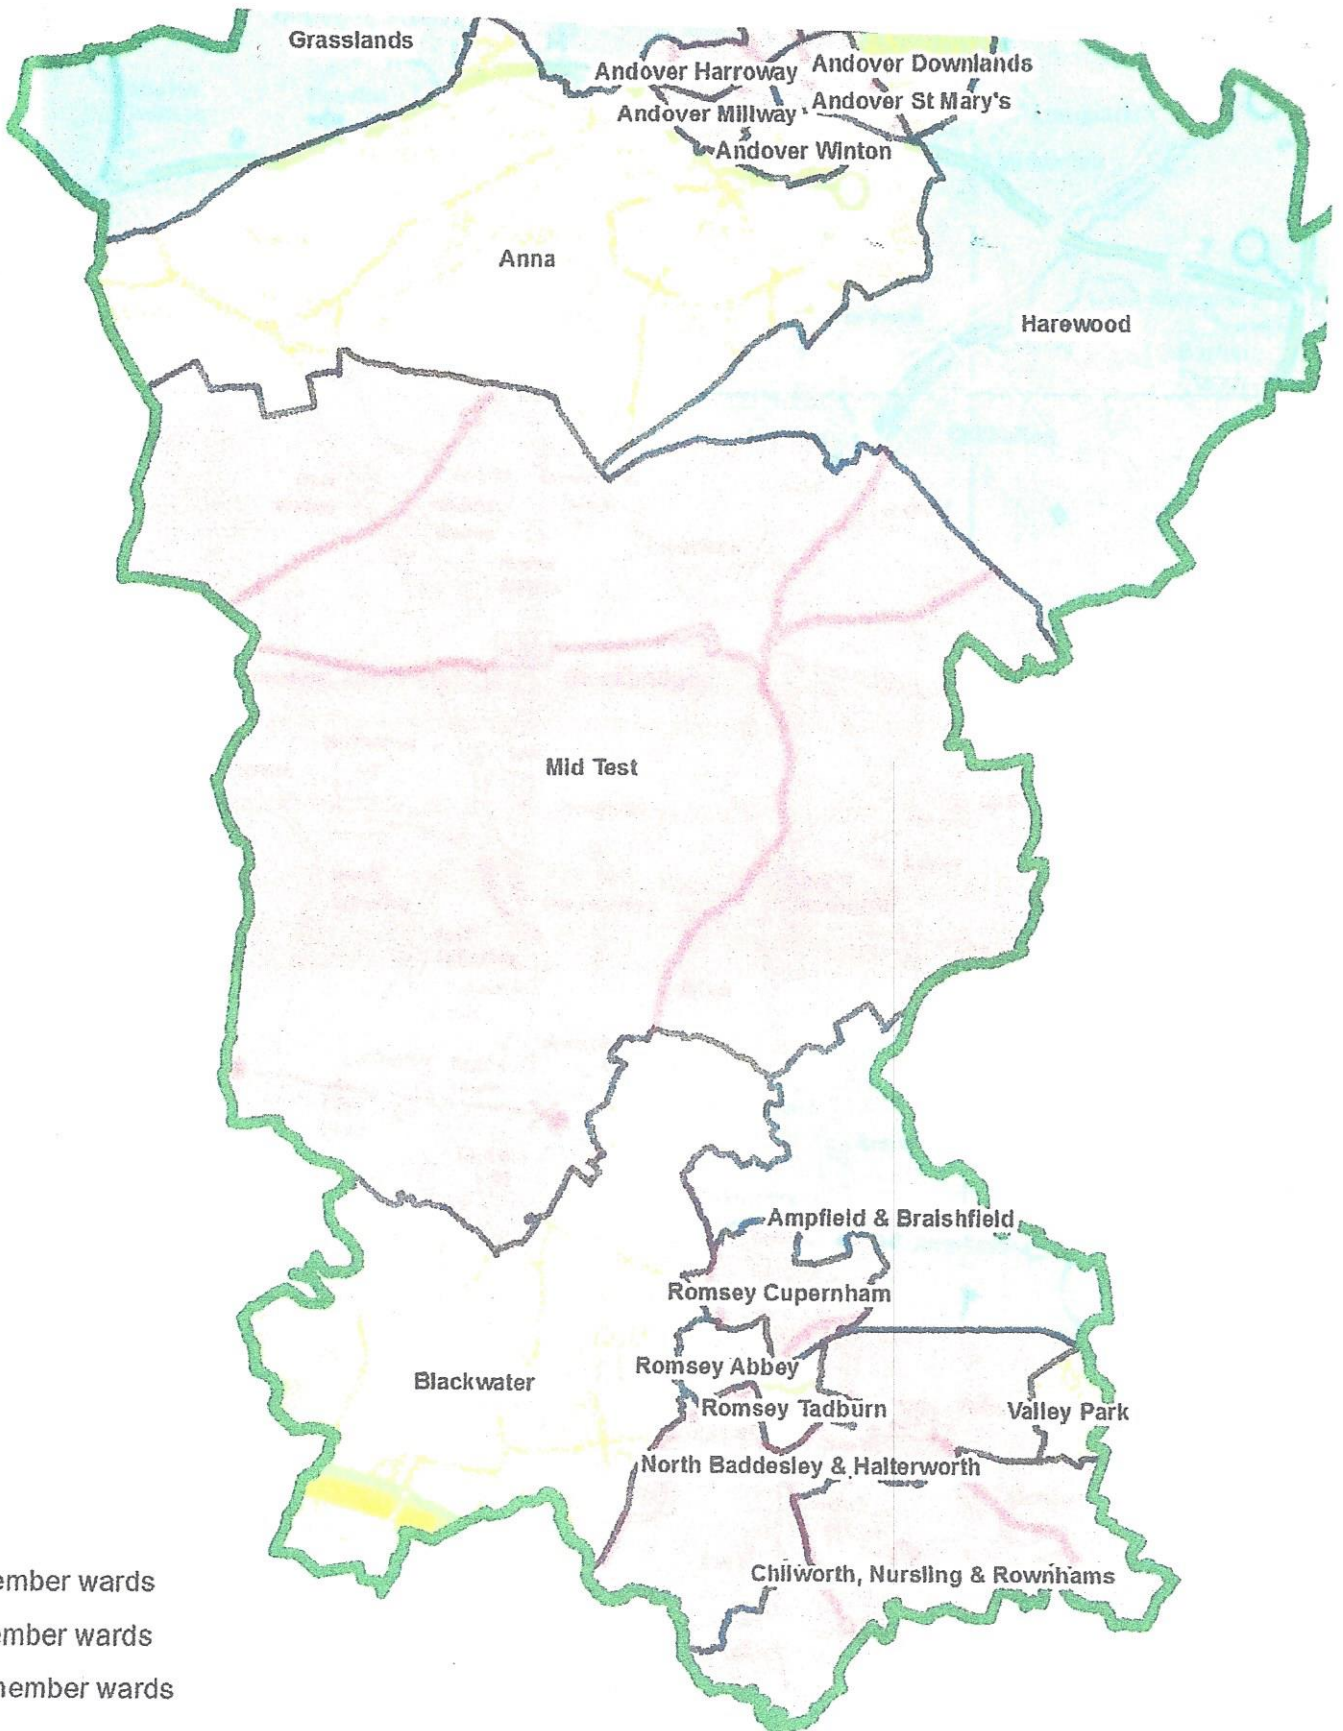 Grasslands
Andover Harroway
Andover Downlands
Andover Millway
Andover St Mary's
Andover Winton
Anna
Harewood
Mid Test
Ampfield & Braishfield
Romsey Cupernham
Romsey Abbey
Blackwater
Romsey Tadburn
Valley Park
North Baddesley & Halterworth
Chilworth, Nursling & Rownhams
ember wards
ember wards
member wards